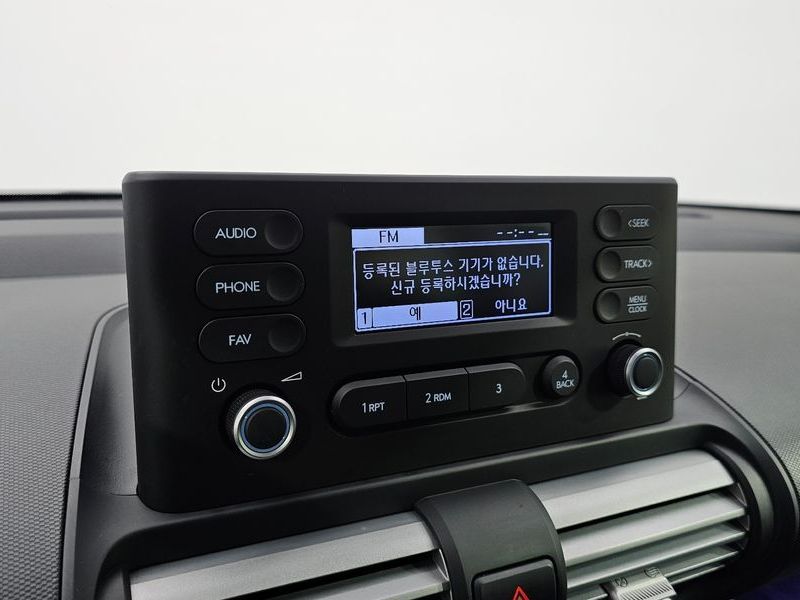 AUDIO
PHONE
FAV
FM
--:--
등록된 블루투스 기기가 없습니다.
신규 등록하시겠습니까?
1 예 2 아니요
<SEEK
TRACK>
MENU
CLOCK
1 RPT
2 RDM
3
4
BACK